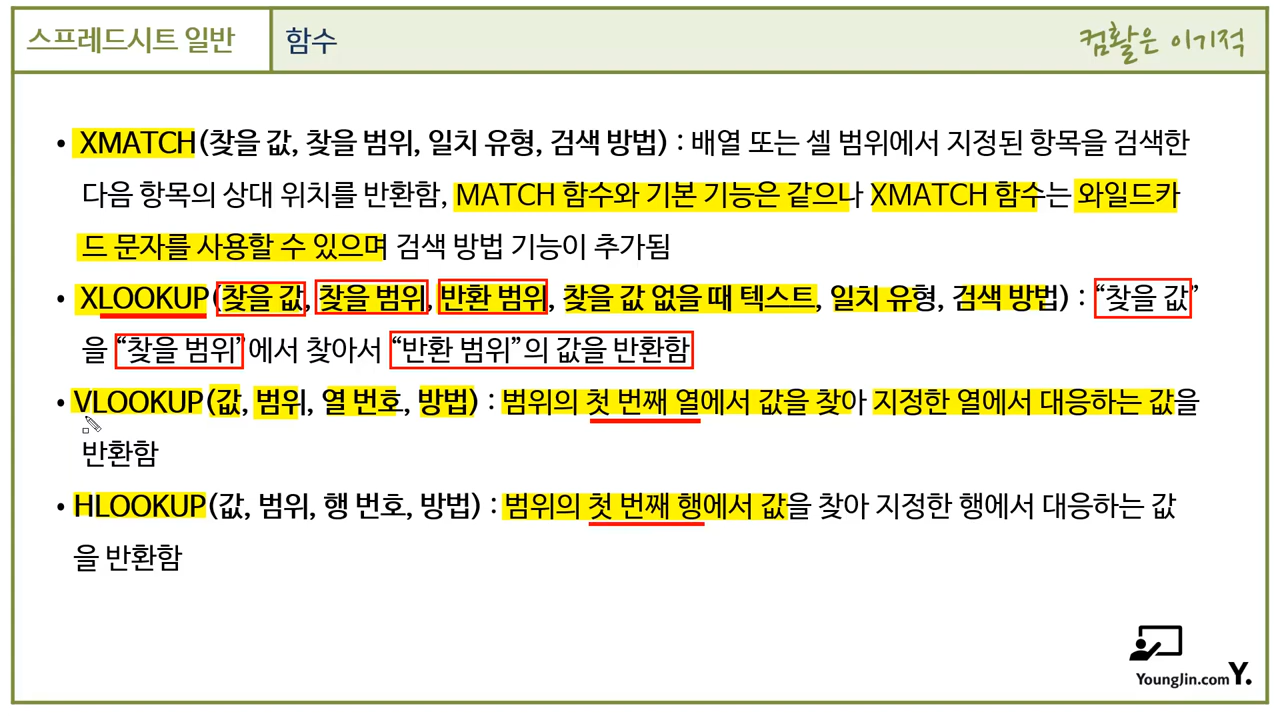 스프레드시트 일반
함수
컴활은 이기적
• XMATCH(찾을 값, 찾을 범위, 일치 유형, 검색 방법) : 배열 또는 셀 범위에서 지정된 항목을 검색한
다음 항목의 상대 위치를 반환함, MATCH 함수와 기본 기능은 같으나 XMATCH 함수는 와일드카
드 문자를 사용할 수 있으며 검색 방법 기능이 추가됨
• XLOOKUP(찾을 값, 찾을 범위, 반환 범위, 찾을 값 없을 때 텍스트, 일치 유형, 검색 방법) : “찾을 값”
을 “찾을 범위”에서 찾아서 “반환 범위”의 값을 반환함
• VLOOKUP(값, 범위, 열 번호, 방법) : 범위의 첫 번째 열에서 값을 찾아 지정한 열에서 대응하는 값을
반환함
• HLOOKUP(값, 범위, 행 번호, 방법) : 범위의 첫 번째 행에서 값을 찾아 지정한 행에서 대응하는 값
을 반환함
YoungJin.com Y.